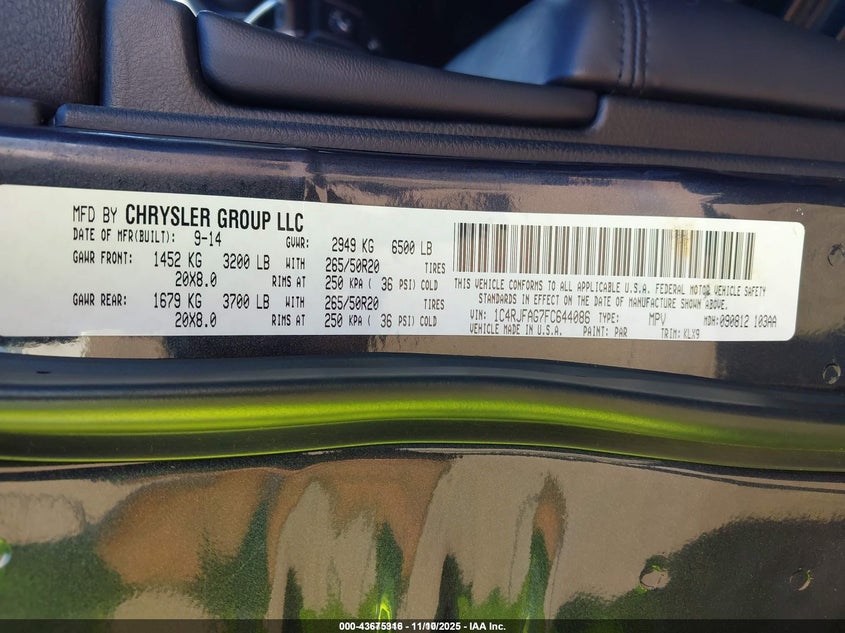 MFD BY CHRYSLER GROUP LLC
DATE OF MFR(BUILT): 9-14 GVWR: 2949 KG 6500 LB
GAWR FRONT: 1452 KG 3200 LB WITH 265/50R20 TIRES
20X8.0 RIMS AT 250 KPA ( 36 PSI) COLD
GAWR REAR: 1679 KG 3700 LB WITH 265/50R20 TIRES
20X8.0 RIMS AT 250 KPA ( 36 PSI) COLD
THIS VEHICLE CONFORMS TO ALL APPLICABLE U.S.A. FEDERAL MOTOR VEHICLE SAFETY
STANDARDS IN EFFECT ON THE DATE OF MANUFACTURE SHOWN ABOVE.
VIN: 1C4RJFAG7FC644086 TYPE: MPV MDH: 090812 103AA
VEHICLE MADE IN U.S.A. PAINT: PAR TRIM: KLX9
000-43675316 - 11/10/2025 - IAA Inc.